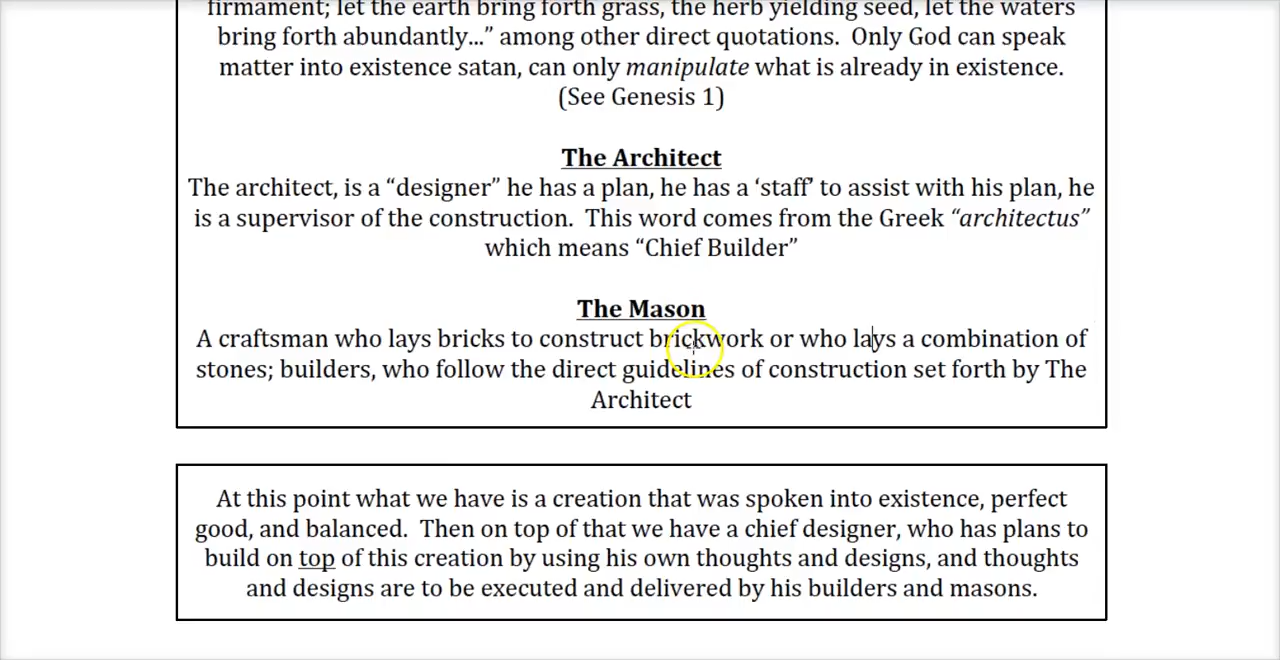 firmament; let the earth bring forth grass, the herb yielding seed, let the waters
bring forth abundantly...” among other direct quotations.  Only God can speak
matter into existence satan, can only manipulate what is already in existence.
(See Genesis 1)
The Architect
The architect, is a “designer” he has a plan, he has a ‘staff’ to assist with his plan, he
is a supervisor of the construction.  This word comes from the Greek “architectus”
which means “Chief Builder”
The Mason
A craftsman who lays bricks to construct brickwork or who lays a combination of
stones; builders, who follow the direct guidelines of construction set forth by The
Architect
At this point what we have is a creation that was spoken into existence, perfect
good, and balanced.  Then on top of that we have a chief designer, who has plans to
build on top of this creation by using his own thoughts and designs, and thoughts
and designs are to be executed and delivered by his builders and masons.